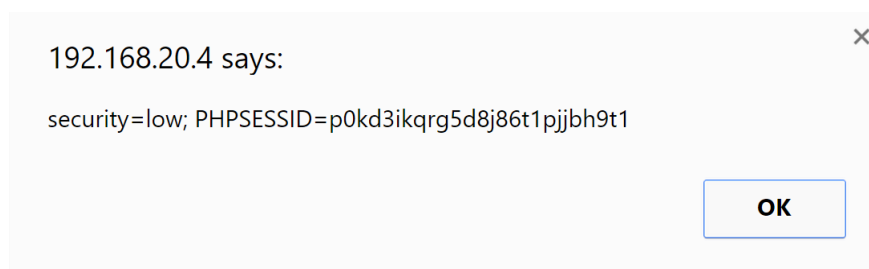 192.168.20.4 says:
security=low; PHPSESSID=p0kd3ikqrg5d8j86t1pjjbh9t1
OK